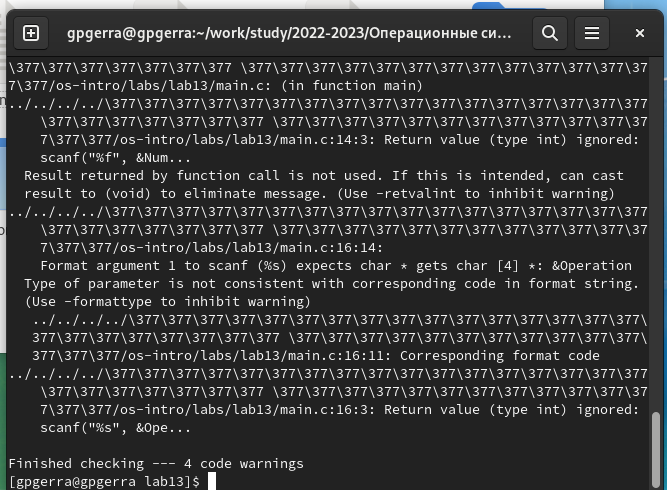 gpgerra@gpgerra:~/work/study/2022-2023/Операционные си...
\377\377\377\377\377\377\377 \377\377\377\377\377\377\377\377\377\377\377\377\37
7\377\377/os-intro/labs/lab13/main.c: (in function main)
../../../../\377\377\377\377\377\377\377\377\377\377\377\377\377\377\377\377\377
\377\377\377\377\377\377\377 \377\377\377\377\377\377\377\377\377\377\377\37
7\377\377/os-intro/labs/lab13/main.c:14:3: Return value (type int) ignored:
scanf("%f", &Num...
Result returned by function call is not used. If this is intended, can cast
result to (void) to eliminate message. (Use -retvalint to inhibit warning)
../../../../\377\377\377\377\377\377\377\377\377\377\377\377\377\377\377\377\377
\377\377\377\377\377\377\377 \377\377\377\377\377\377\377\377\377\377\377\37
7\377\377/os-intro/labs/lab13/main.c:16:14:
Format argument 1 to scanf (%s) expects char * gets char [4] *: &Operation
Type of parameter is not consistent with corresponding code in format string.
(Use -formattype to inhibit warning)
../../../../\377\377\377\377\377\377\377\377\377\377\377\377\377\377\377\377\
377\377\377\377\377\377\377\377 \377\377\377\377\377\377\377\377\377\377\377\
377\377/os-intro/labs/lab13/main.c:16:11: Corresponding format code
../../../../\377\377\377\377\377\377\377\377\377\377\377\377\377\377\377\377\377
\377\377\377\377\377\377\377 \377\377\377\377\377\377\377\377\377\377\377\37
7\377\377/os-intro/labs/lab13/main.c:16:3: Return value (type int) ignored:
scanf("%s", &Ope...
Finished checking --- 4 code warnings
[gpgerra@gpgerra lab13]$